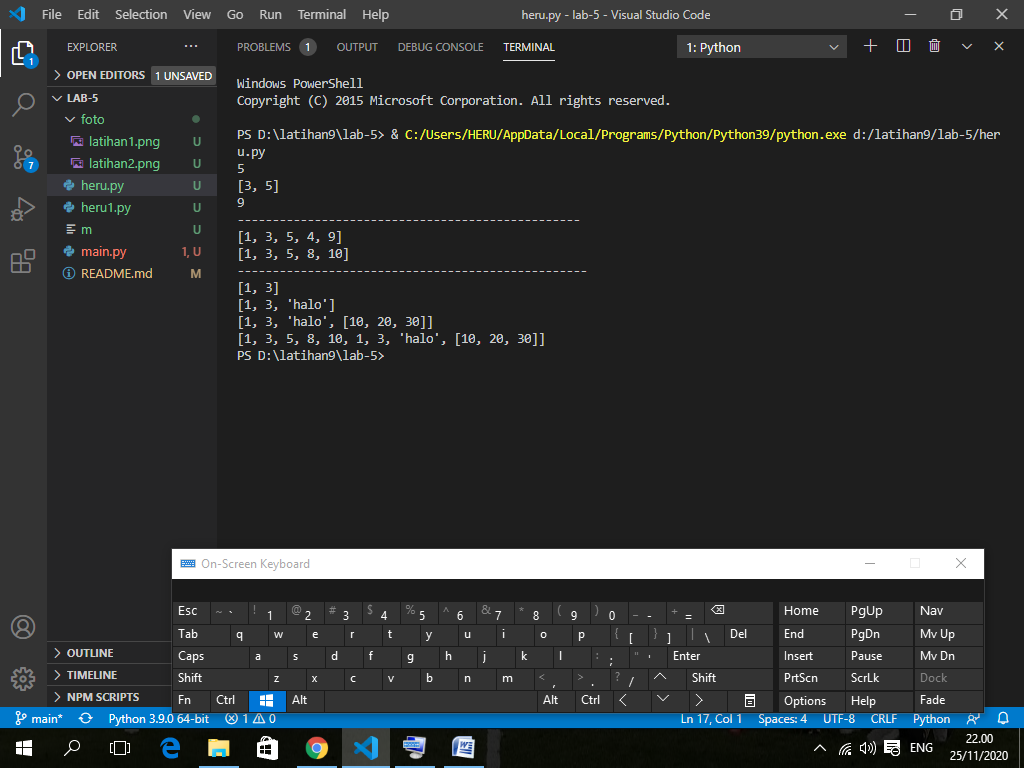 File Edit Selection View Go Run Terminal Help heru.py - lab-5 - Visual Studio Code
EXPLORER ...
OPEN EDITORS 1 UNSAVED
LAB-5
foto
latihan1.png U
latihan2.png U
heru.py U
heru1.py U
m U
main.py 1, U
README.md M
OUTLINE
TIMELINE
NPM SCRIPTS
1
7
PROBLEMS 1 OUTPUT DEBUG CONSOLE TERMINAL 1: Python
Windows PowerShell
Copyright (C) 2015 Microsoft Corporation. All rights reserved.
PS D:\latihan9\lab-5> & C:/Users/HERU/AppData/Local/Programs/Python/Python39/python.exe d:/latihan9/lab-5/her
u.py
5
[3, 5]
9
-------------------------------------------------
[1, 3, 5, 4, 9]
[1, 3, 5, 8, 10]
--------------------------------------------------
[1, 3]
[1, 3, 'halo']
[1, 3, 'halo', [10, 20, 30]]
[1, 3, 5, 8, 10, 1, 3, 'halo', [10, 20, 30]]
PS D:\latihan9\lab-5>
On-Screen Keyboard
Esc ~ ` ! 1 @ 2 # 3 $ 4 % 5 ^ 6 & 7 * 8 ( 9 ) 0 _ - + = Home PgUp Nav
Tab q w e r t y u i o p { [ } ] | \ Del End PgDn Mv Up
Caps a s d f g h j k l : ; " ' Enter Insert Pause Mv Dn
Shift z x c v b n m < , > . ? / Shift PrtScn ScrLk Dock
Fn Ctrl Alt Alt Ctrl Options Help Fade
main* Python 3.9.0 64-bit 1 0 Ln 17, Col 1 Spaces: 4 UTF-8 CRLF Python
ENG 22.00
25/11/2020